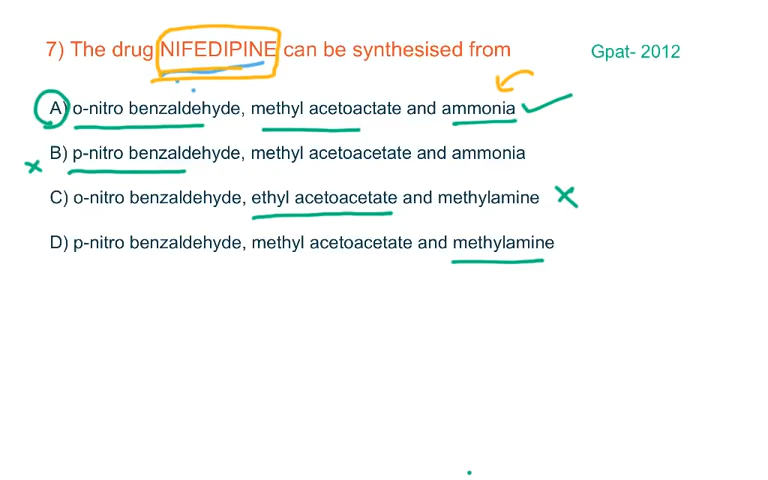 7) The drug NIFEDIPINE can be synthesised from
Gpat- 2012
A) o-nitro benzaldehyde, methyl acetoactate and ammonia
B) p-nitro benzaldehyde, methyl acetoacetate and ammonia
C) o-nitro benzaldehyde, ethyl acetoacetate and methylamine
D) p-nitro benzaldehyde, methyl acetoacetate and methylamine